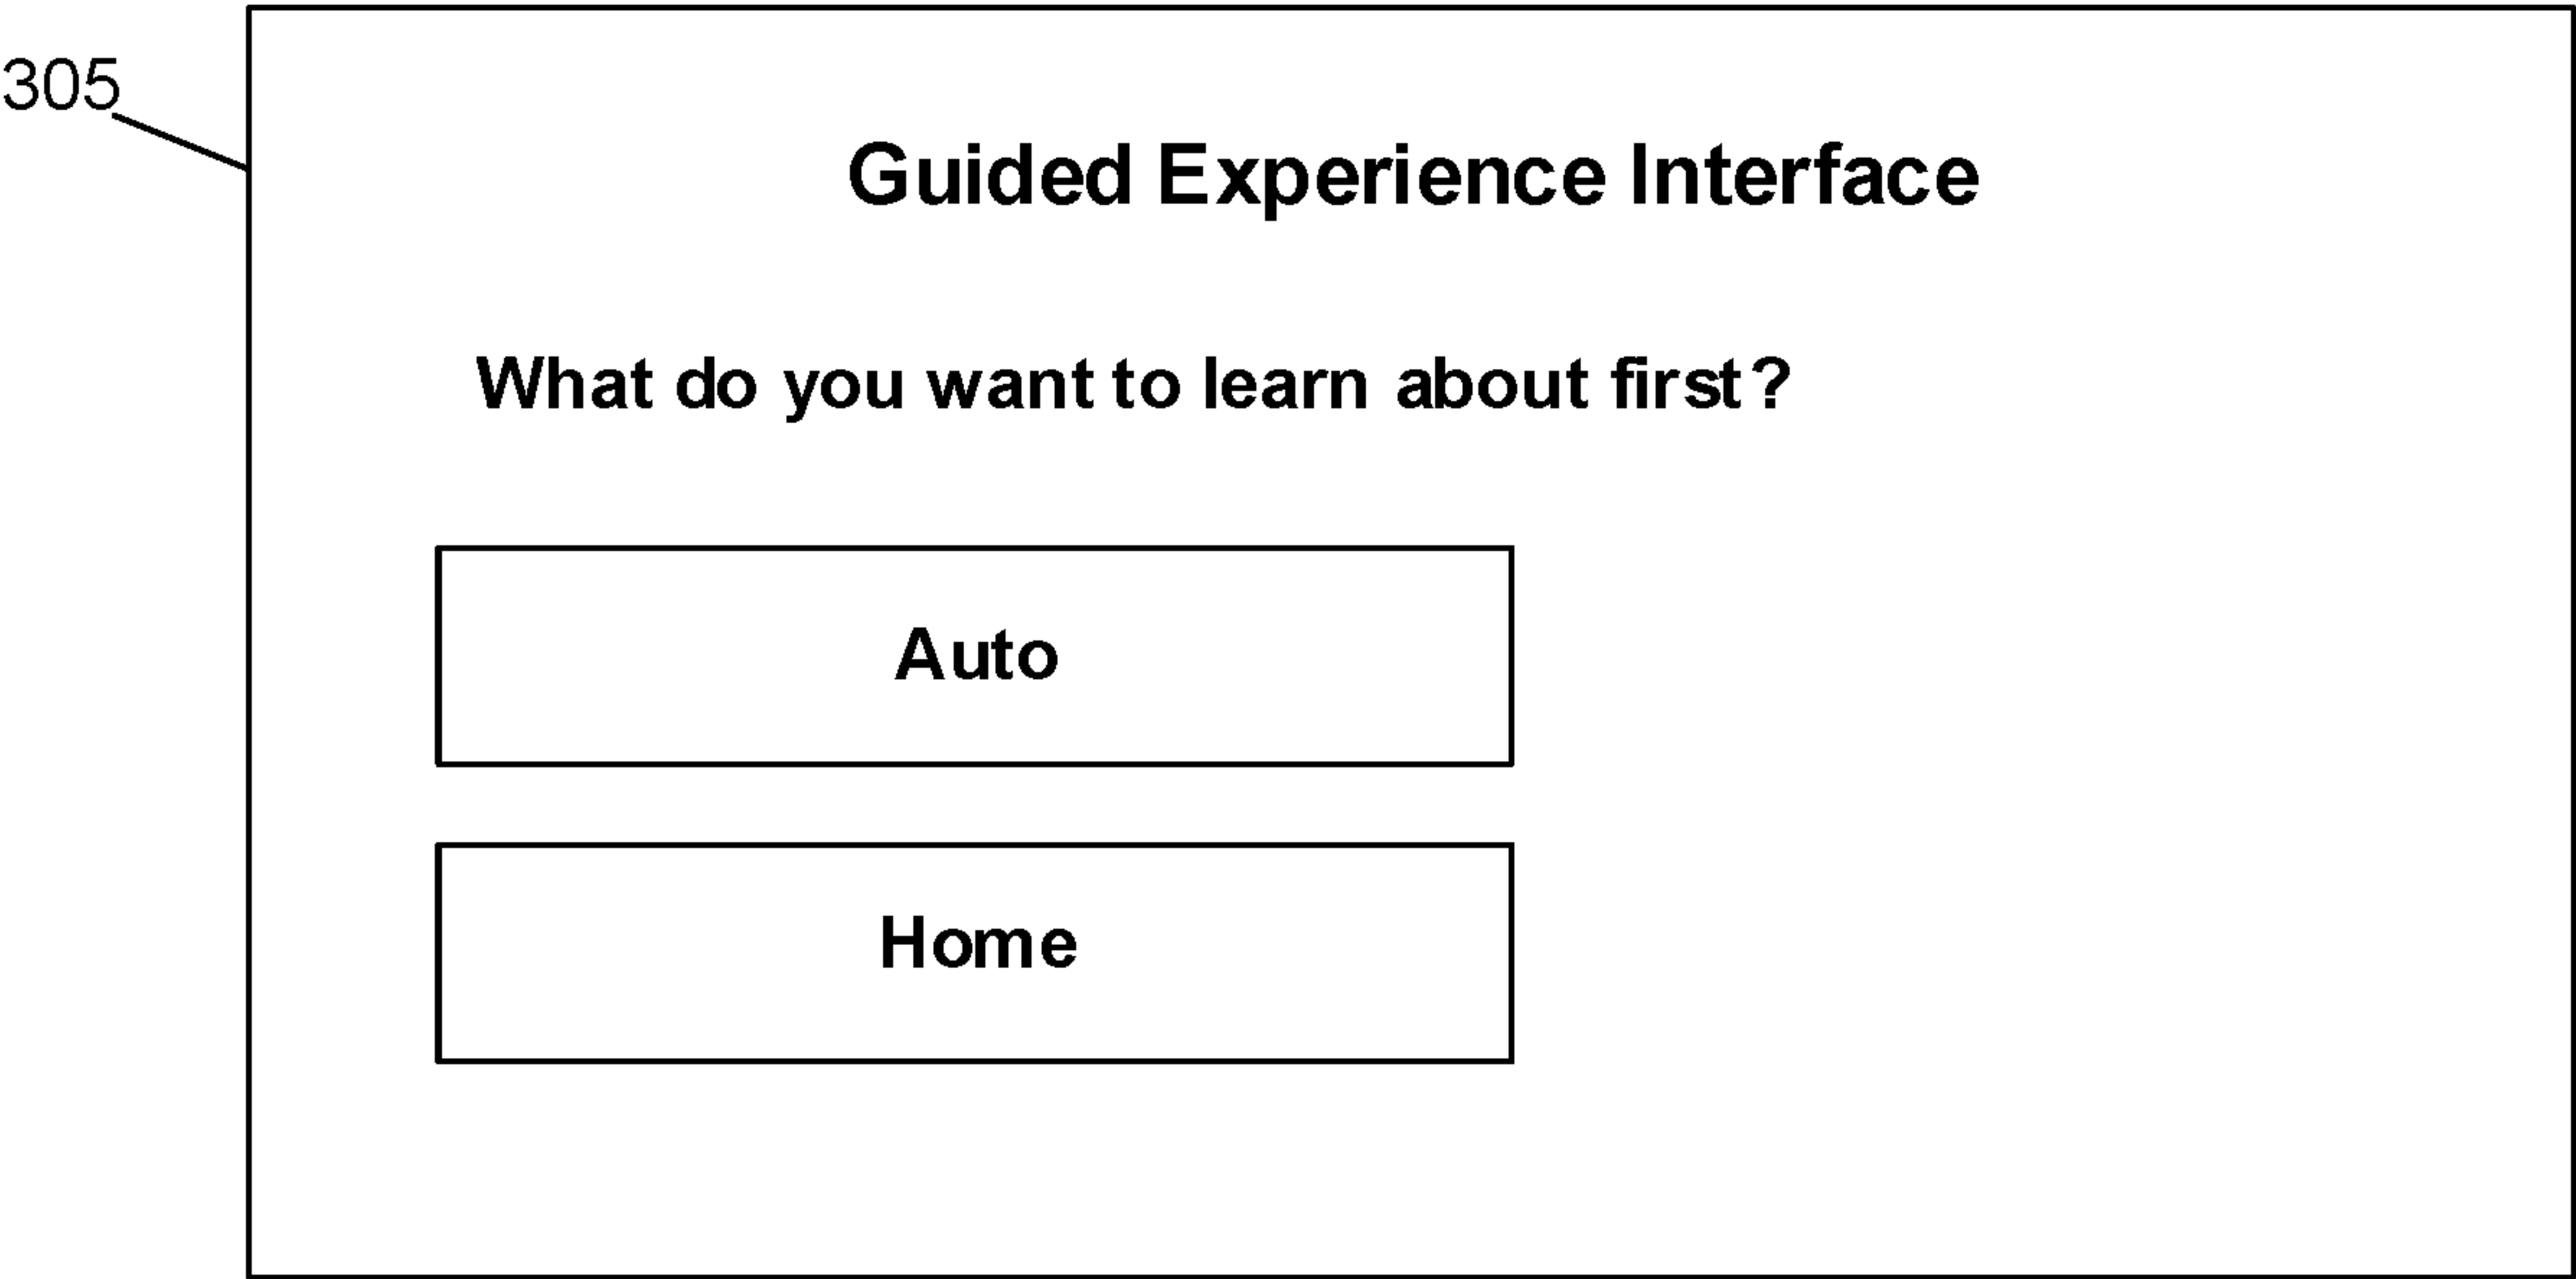 305
Guided Experience Interface
What do you want to learn about first?
Auto
Home